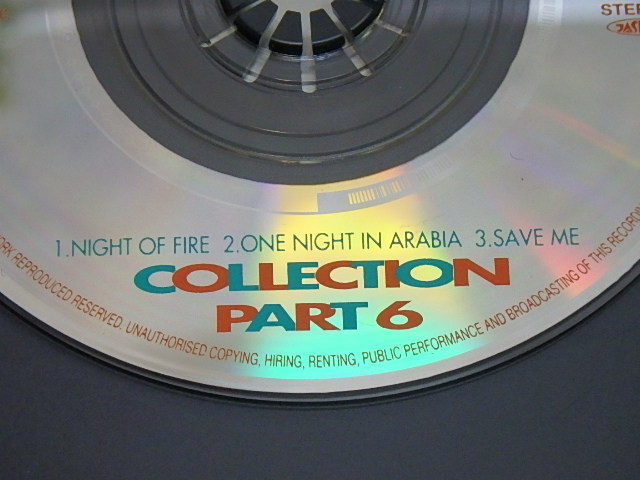 STE
JAS
1.NIGHT OF FIRE 2.ONE NIGHT IN ARABIA 3.SAVE ME
COLLECTION
PART 6
ORK REPRODUCED RESERVED. UNAUTHORISED COPYING, HIRING, RENTING, PUBLIC PERFORMANCE AND BROADCASTING OF THIS RECORDIN